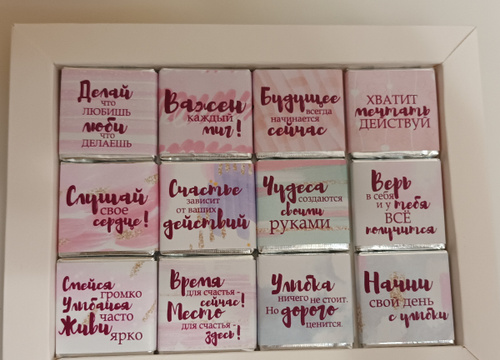 Делай
что
ЛЮБИШЬ
люби
что
ДЕЛАЕШЬ
Важен
каждый
миг!
Будущее
всегда
начинается
сейчас
ХВАТИТ
мечтать
ДЕЙСТВУЙ
Слушай
свое
сердце!
Счастье
зависит
от ваших
действий
Чудеса
создаются
своими
руками
Верь
в себя
и у тебя
ВСЁ
получится
Смейся
громко
Улыбайся
часто
Живи
ярко
Время
для счастья -
сейчас!
Место
для счастья -
здесь!
Улыбка
ничего не стоит
Но дорого
ценится
Начни
свой день
с улыбки